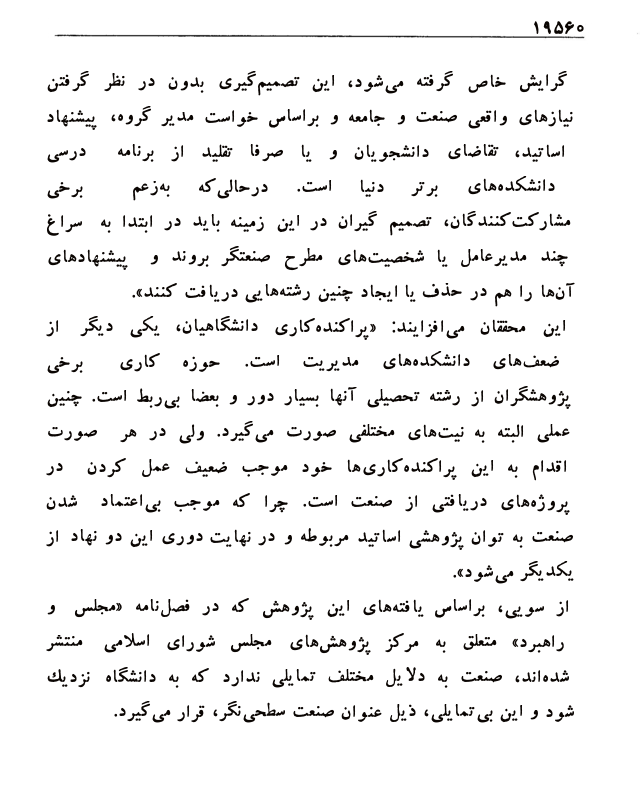 ۱۹۵۶۰
گرایش خاص گرفته می‌شود، این تصمیم‌گیری بدون در نظر گرفتن
نیازهای واقعی صنعت و جامعه و براساس خواست مدیر گروه، پیشنهاد
اساتید، تقاضای دانشجویان و یا صرفا تقلید از برنامه درسی
دانشکده‌های برتر دنیا است. درحالی‌که به‌زعم برخی
مشارکت‌کنندگان، تصمیم گیران در این زمینه باید در ابتدا به سراغ
چند مدیرعامل یا شخصیت‌های مطرح صنعتگر بروند و پیشنهادهای
آن‌ها را هم در حذف یا ایجاد چنین رشته‌هایی دریافت کنند».
این محققان می‌افزایند: «پراکنده‌کاری دانشگاهیان، یکی دیگر از
ضعف‌های دانشکده‌های مدیریت است. حوزه کاری برخی
پژوهشگران از رشته تحصیلی آنها بسیار دور و بعضا بی‌ربط است. چنین
عملی البته به نیت‌های مختلفی صورت می‌گیرد. ولی در هر صورت
اقدام به این پراکنده‌کاری‌ها خود موجب ضعیف عمل کردن در
پروژه‌های دریافتی از صنعت است. چرا که موجب بی‌اعتماد شدن
صنعت به توان پژوهشی اساتید مربوطه و در نهایت دوری این دو نهاد از
یکدیگر می‌شود».
از سویی، براساس یافته‌های این پژوهش که در فصل‌نامه «مجلس و
راهبرد» متعلق به مرکز پژوهش‌های مجلس شورای اسلامی منتشر
شده‌اند، صنعت به دلایل مختلف تمایلی ندارد که به دانشگاه نزدیك
شود و این بی‌تمایلی، ذیل عنوان صنعت سطحی‌نگر، قرار می‌گیرد.